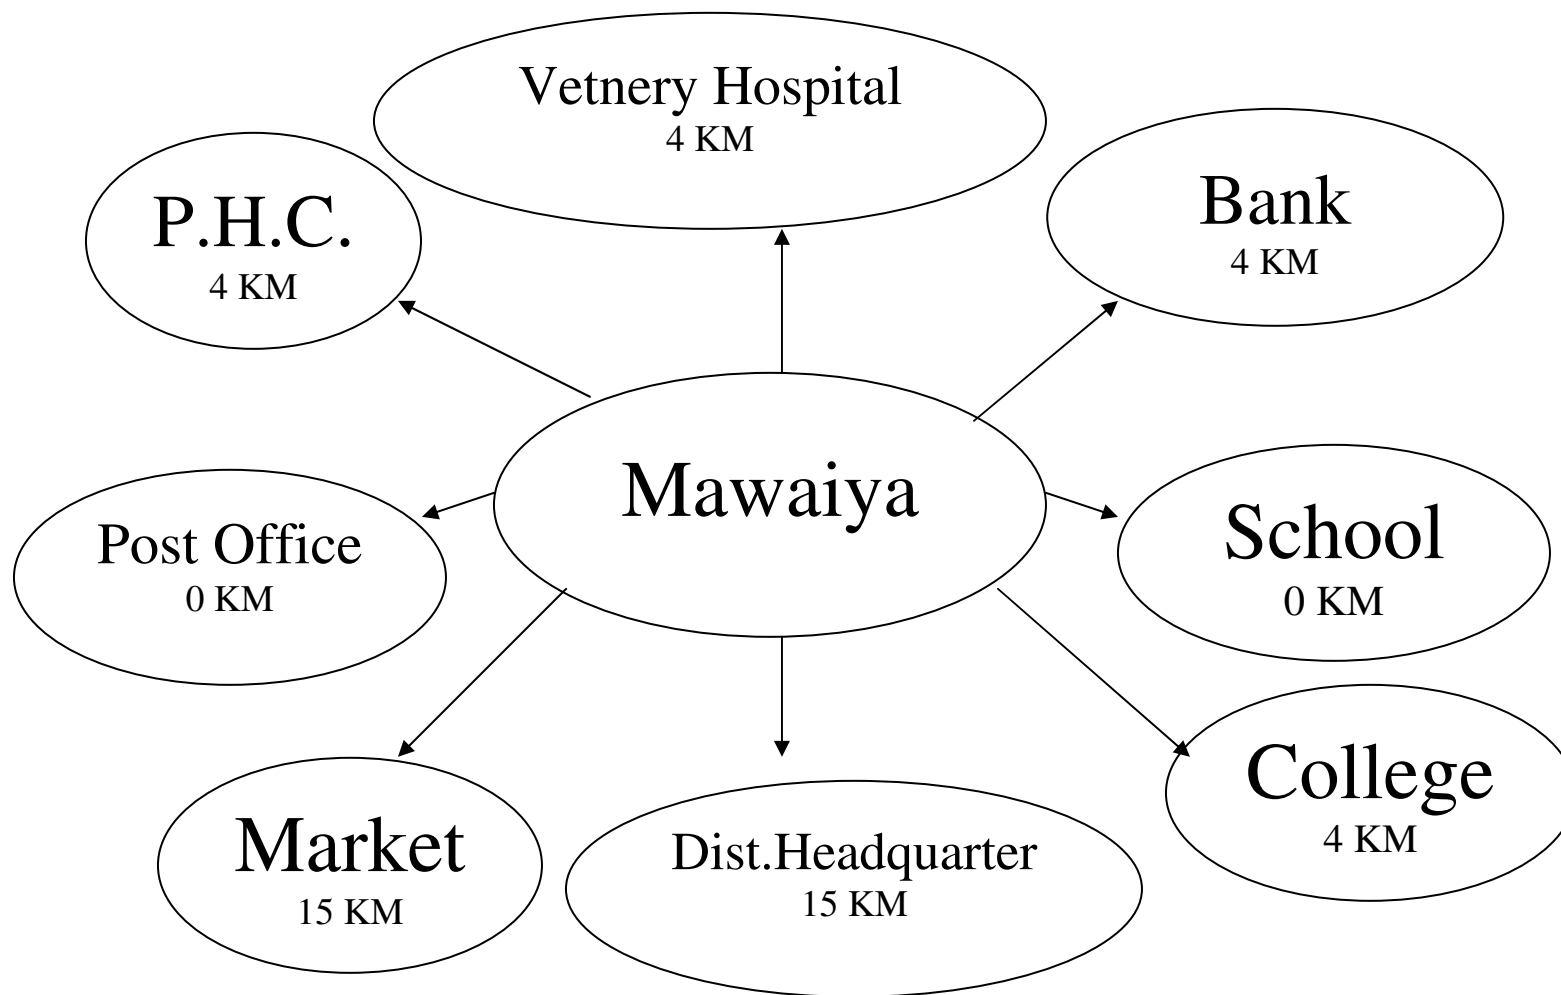 Vetnery Hospital
4 KM
P.H.C.
4 KM
Bank
4 KM
Mawaiya
Post Office
0 KM
School
0 KM
College
4 KM
Market
15 KM
Dist.Headquarter
15 KM